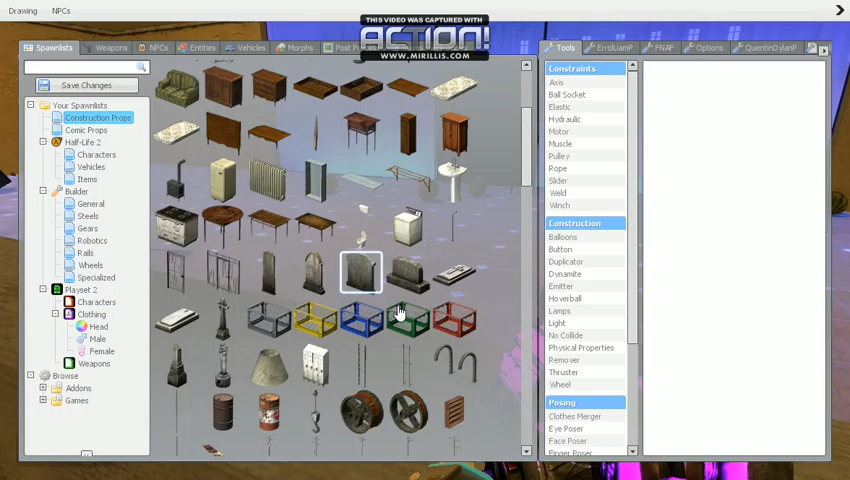 Drawing NPCs
THIS VIDEO WAS CAPTURED WITH
ACTION!
WWW.MIRILLIS.COM
Spawnlists Weapons NPCs Entities Vehicles Morphs Post
Tools ErrolLiamP FNAF Options QuentinDylanP
Save Changes
Your Spawnlists
Construction Props
Comic Props
Half-Life 2
Characters
Vehicles
Items
Builder
General
Steels
Gears
Robotics
Rails
Wheels
Specialized
Playset 2
Characters
Clothing
Head
Male
Female
Weapons
Browse
Addons
Games
Constraints
Axis
Ball Socket
Elastic
Hydraulic
Motor
Muscle
Pulley
Rope
Slider
Weld
Winch
Construction
Balloons
Button
Duplicator
Dynamite
Emitter
Hoverball
Lamps
Light
No Collide
Physical Properties
Remover
Thruster
Wheel
Posing
Clothes Merger
Eye Poser
Face Poser
Finger Poser